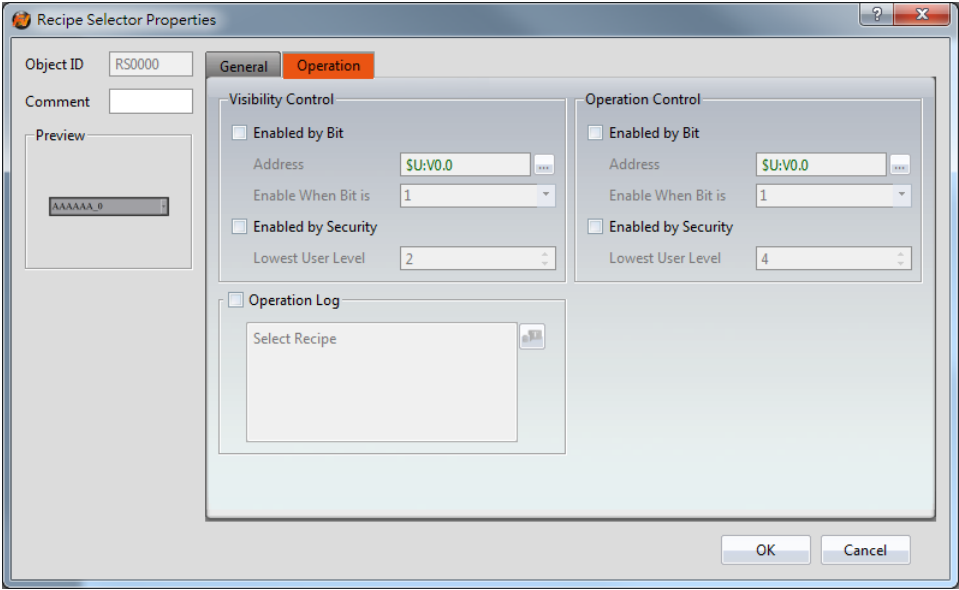 Recipe Selector Properties
?
Object ID RS0000
Comment
Preview
AAAAAA_0
General Operation
Visibility Control
Enabled by Bit
Address $U:V0.0 ...
Enable When Bit is 1
Enabled by Security
Lowest User Level 2
Operation Control
Enabled by Bit
Address $U:V0.0 ...
Enable When Bit is 1
Enabled by Security
Lowest User Level 4
Operation Log
Select Recipe
OK Cancel